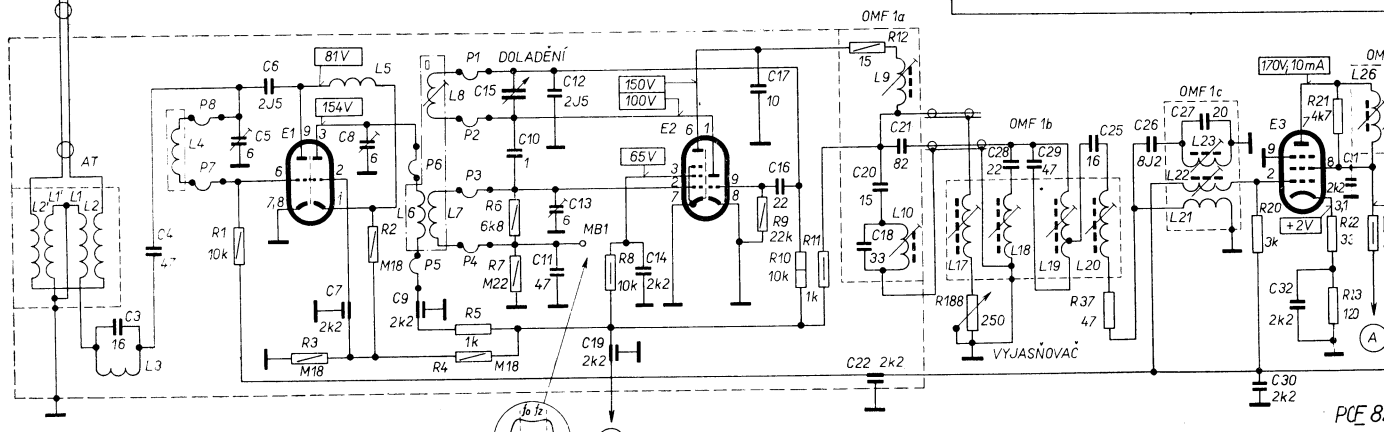 OMF 1a
R12
15
L9
C6
2J5
81V
L5
154V
P1
DOLADĚNÍ
C15
C12
2J5
150V
100V
C17
10
170V, 10mA
L26
P8
L8
P2
C5
6
E1
9 3
C8
6
E2
6 1
C21
82
OMF 1b
OMF 1c
C27 20
L23
E3
7
R21
4k7
L4
P7
C10
1
65V
C28
22
C29
47
C25
16
C26
8J2
AT
6
2
P6
3
2
7
9
8
C16
22
9
2
8
L22
7,8
1
P3
L6
L7
R6
6k8
C13
6
R9
22k
C20
15
L10
L21
R20
3k
+2V
L2 L1' L1 L2
R1
10k
R2
M18
P4
P5
MB1
R8
10k
C14
2k2
R10
10k
R11
1k
C18
33
L17
L18
L19
L20
R7
M22
C11
47
C4
47
C7
2k2
C9
2k2
R5
1k
R188
250
R37
47
C32
2k2
C3
16
L3
R3
M18
R4
M18
C19
2k2
VYJASŇOVAČ
A
C22 2k2
C30
2k2